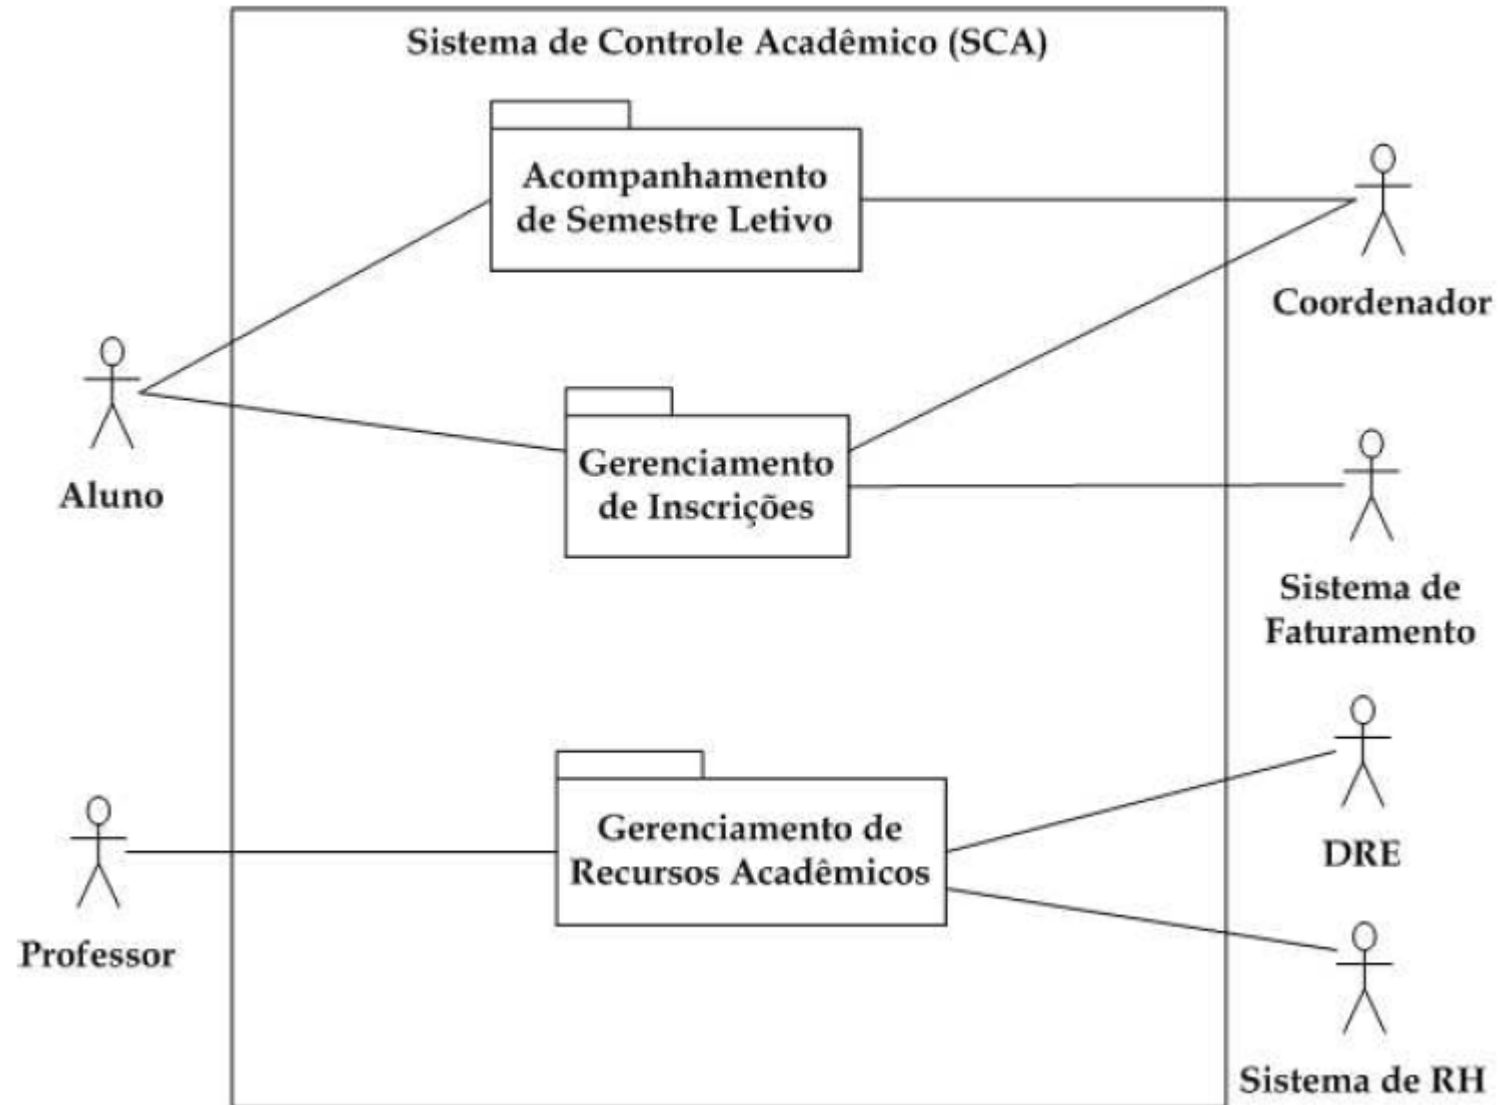 Sistema de Controle Acadêmico (SCA)
Acompanhamento
de Semestre Letivo
Coordenador
Aluno
Gerenciamento
de Inscrições
Sistema de
Faturamento
Gerenciamento de
Recursos Acadêmicos
DRE
Professor
Sistema de RH